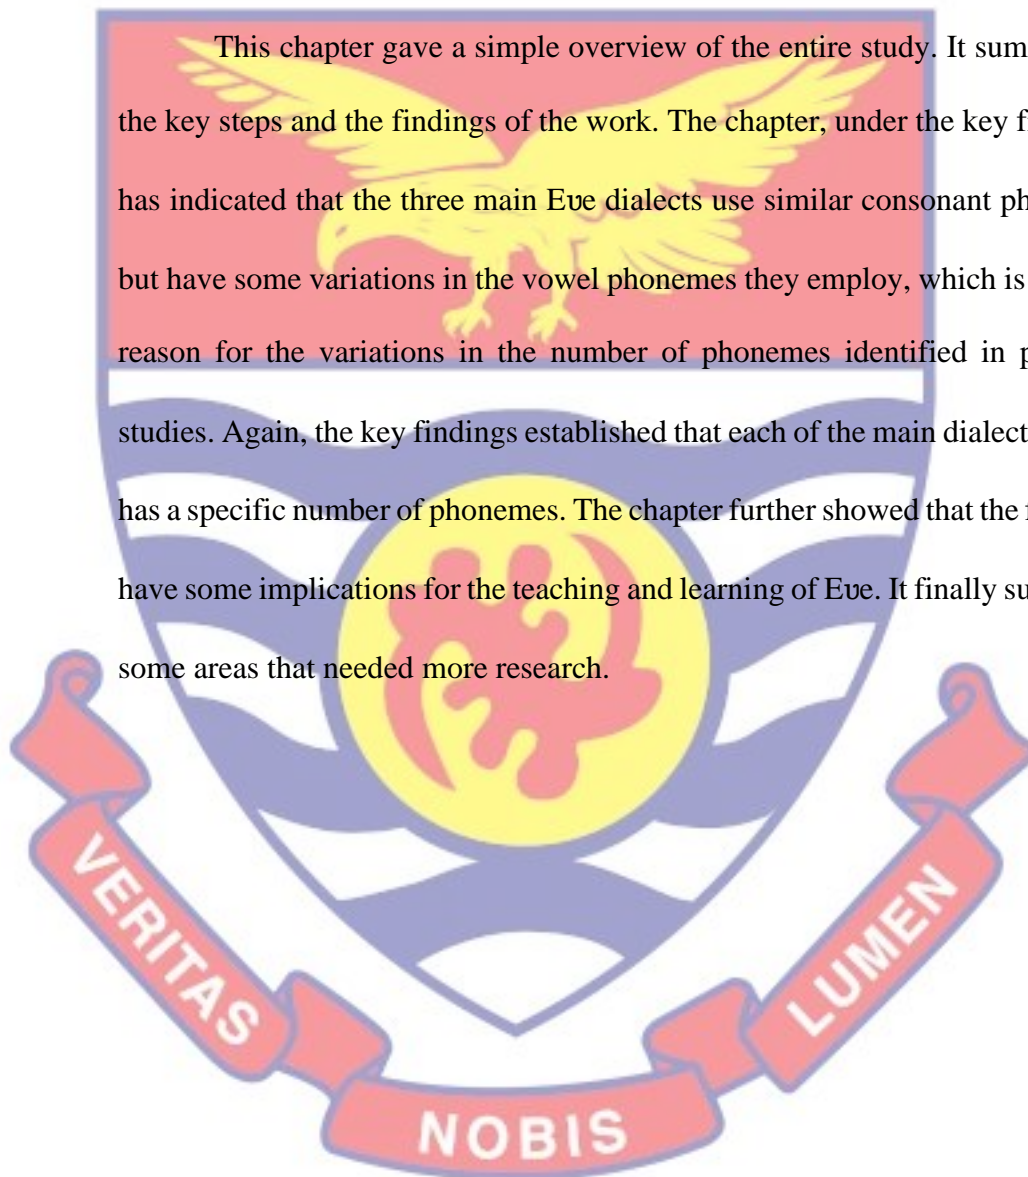 This chapter gave a simple overview of the entire study. It sum
the key steps and the findings of the work. The chapter, under the key f
has indicated that the three main Eʋe dialects use similar consonant ph
but have some variations in the vowel phonemes they employ, which is
reason for the variations in the number of phonemes identified in p
studies. Again, the key findings established that each of the main dialect
has a specific number of phonemes. The chapter further showed that the
have some implications for the teaching and learning of Eʋe. It finally su
some areas that needed more research.
VERITAS
NOBIS
LUMEN